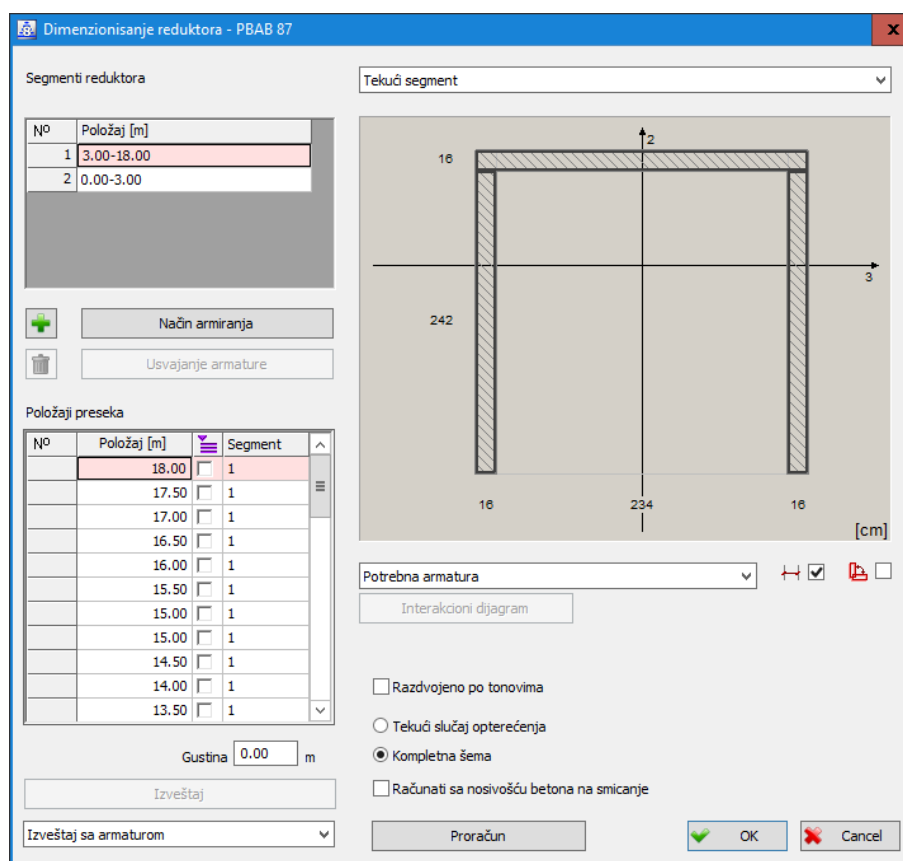 Dimenzionisanje reduktora - PBAB 87
x
Segmenti reduktora
Tekući segment
Nº Položaj [m]
1 3.00-18.00
2 0.00-3.00
Način armiranja
Usvajanje armature
Položaji preseka
Nº Položaj [m] Segment
18.00 1
17.50 1
17.00 1
16.50 1
16.00 1
15.50 1
15.00 1
15.00 1
14.50 1
14.00 1
13.50 1
Gustina 0.00 m
Izveštaj
Izveštaj sa armaturom
2
16
3
242
16 234 16
[cm]
Potrebna armatura
Interakcioni dijagram
Razdvojeno po tonovima
Tekući slučaj opterećenja
Kompletna šema
Računati sa nosivošću betona na smicanje
Proračun
OK
Cancel